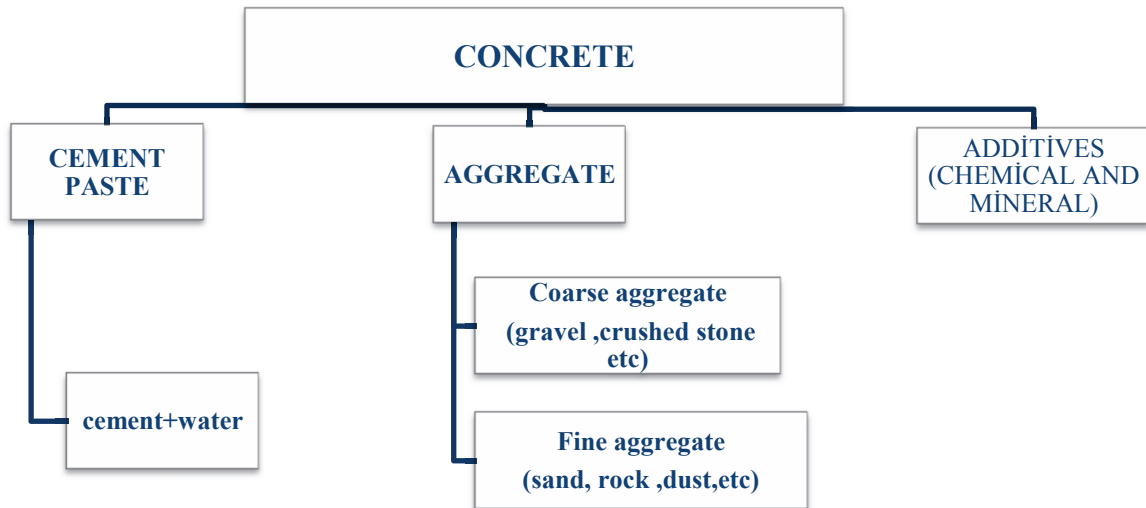 CONCRETE
CEMENT
PASTE
AGGREGATE
ADDİTİVES
(CHEMİCAL AND
MİNERAL)
Coarse aggregate
(gravel ,crushed stone
etc)
cement+water
Fine aggregate
(sand, rock ,dust,etc)